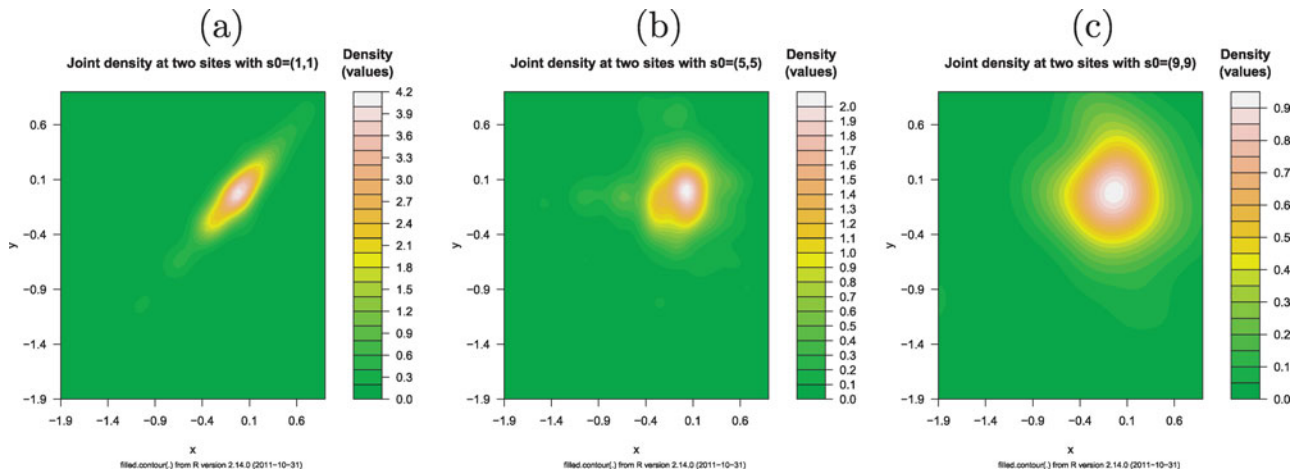 (a)
Joint density at two sites with s0=(1,1)
Density
(values)
4.2
3.9
3.6
3.3
3.0
2.7
2.4
2.1
1.8
1.5
1.2
0.9
0.6
0.3
0.0
0.6
0.1
−0.4
−0.9
−1.4
−1.9
y
−1.9 −1.4 −0.9 −0.4 0.1 0.6
x
filled.contour(.) from R version 2.14.0 (2011−10−31)
(b)
Joint density at two sites with s0=(5,5)
Density
(values)
2.0
1.9
1.8
1.7
1.6
1.5
1.4
1.3
1.2
1.1
1.0
0.9
0.8
0.7
0.6
0.5
0.4
0.3
0.2
0.1
0.0
0.6
0.1
−0.4
−0.9
−1.4
−1.9
y
−1.9 −1.4 −0.9 −0.4 0.1 0.6
x
filled.contour(.) from R version 2.14.0 (2011−10−31)
(c)
Joint density at two sites with s0=(9,9)
Density
(values)
0.9
0.8
0.7
0.6
0.5
0.4
0.3
0.2
0.1
0.0
0.6
0.1
−0.4
−0.9
−1.4
−1.9
y
−1.9 −1.4 −0.9 −0.4 0.1 0.6
x
filled.contour(.) from R version 2.14.0 (2011−10−31)